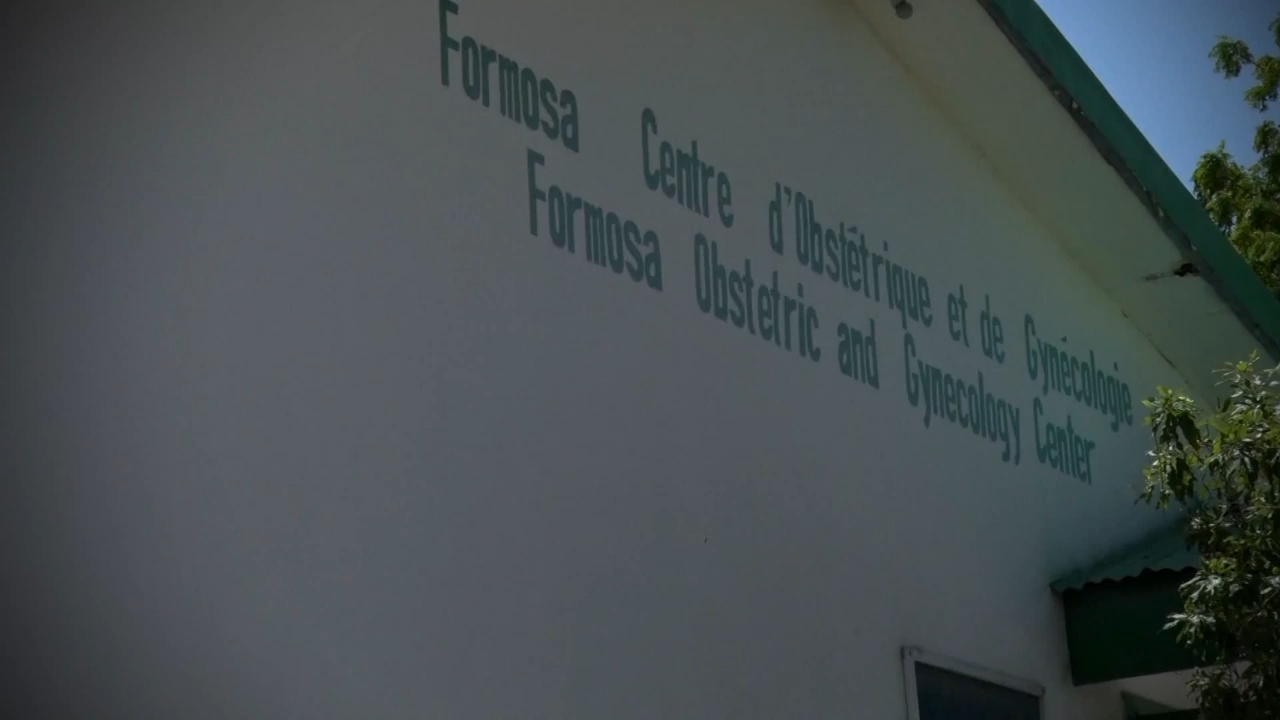 Formosa Centre d'Obstétrique et de Gynécologie
Formosa Obstetric and Gynecology Center